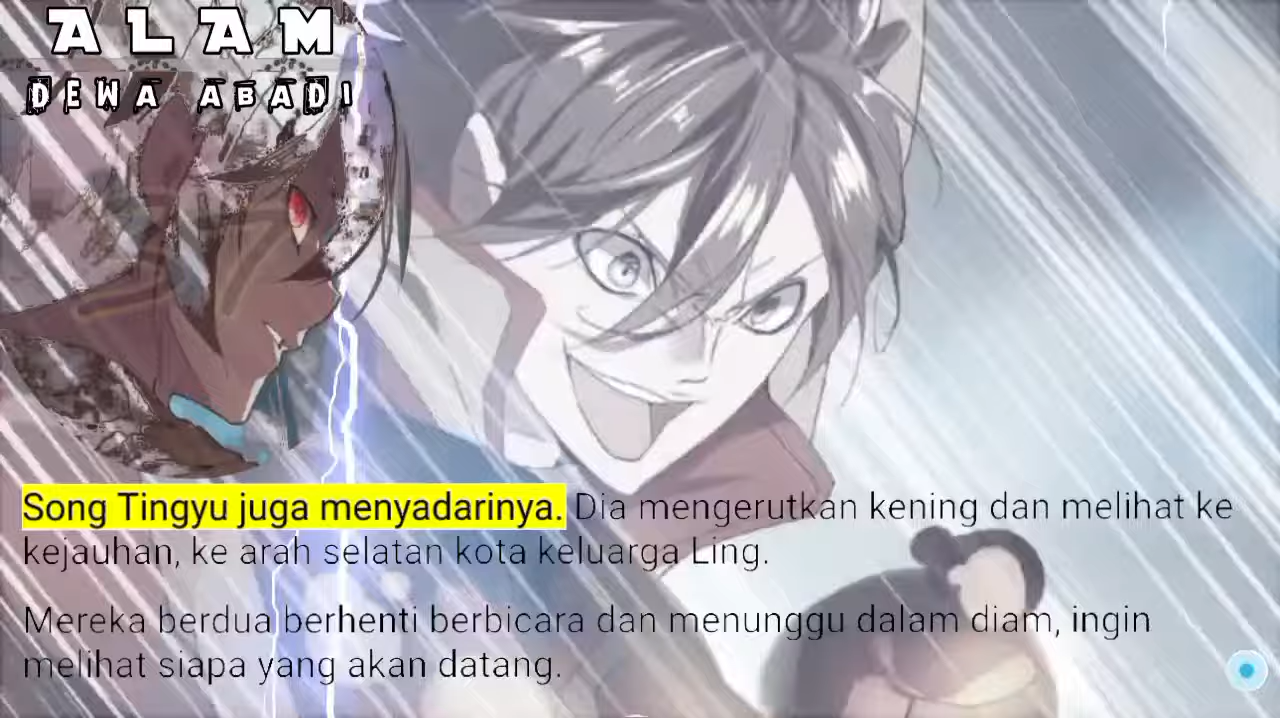 ALAM
DEWA ABADI
Song Tingyu juga menyadarinya. Dia mengerutkan kening dan melihat ke
kejauhan, ke arah selatan kota keluarga Ling.
Mereka berdua berhenti berbicara dan menunggu dalam diam, ingin
melihat siapa yang akan datang.